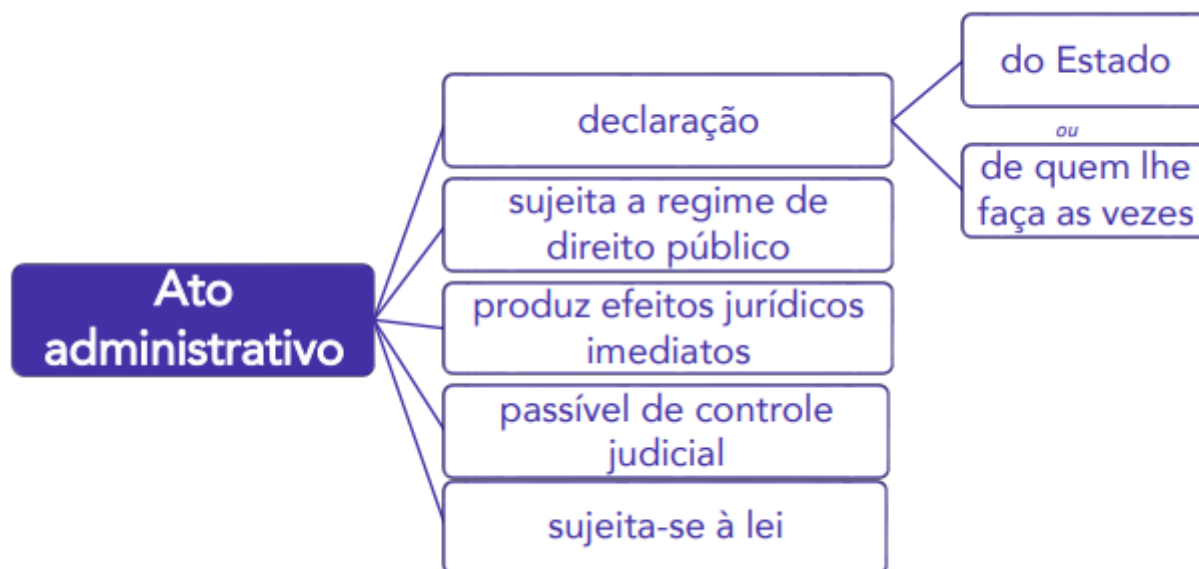 Ato
administrativo
declaração
do Estado
ou
de quem lhe
faça as vezes
sujeita a regime de
direito público
produz efeitos jurídicos
imediatos
passível de controle
judicial
sujeita-se à lei